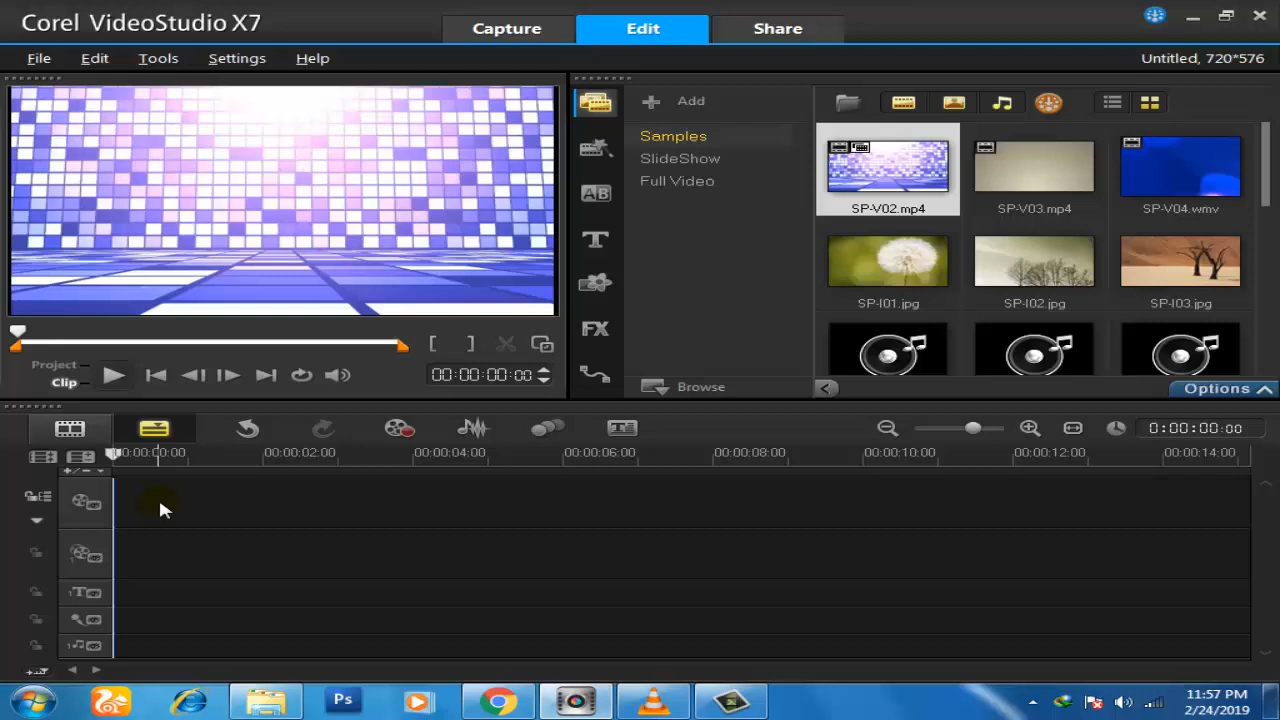 Corel VideoStudio X7
Capture
Edit
Share
File
Edit
Tools
Settings
Help
Untitled, 720*576
Add
Samples
SlideShow
Full Video
SP-V02.mp4
SP-V03.mp4
SP-V04.wmv
SP-I01.jpg
SP-I02.jpg
SP-I03.jpg
AB
T
FX
Project
Clip
00:00:00:00
Browse
Options
0:00:00:00
00:00:00:00
00:00:02:00
00:00:04:00
00:00:06:00
00:00:08:00
00:00:10:00
00:00:12:00
00:00:14:00
1T
1
Ps
11:57 PM
2/24/2019